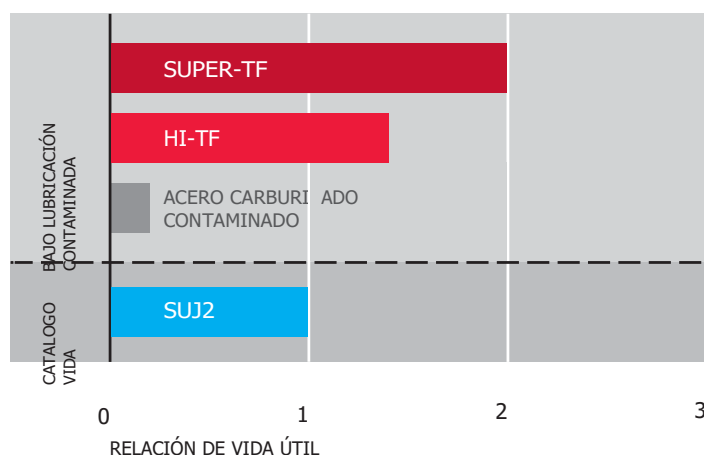 SUPER-TF
HI-TF
ACERO CARBURI ADO
CONTAMINADO
BAJO LUBRICACIÓN
CONTAMINADA
SUJ2
CATALOGO
VIDA
0
1
2
3
RELACIÓN DE VIDA ÚTIL